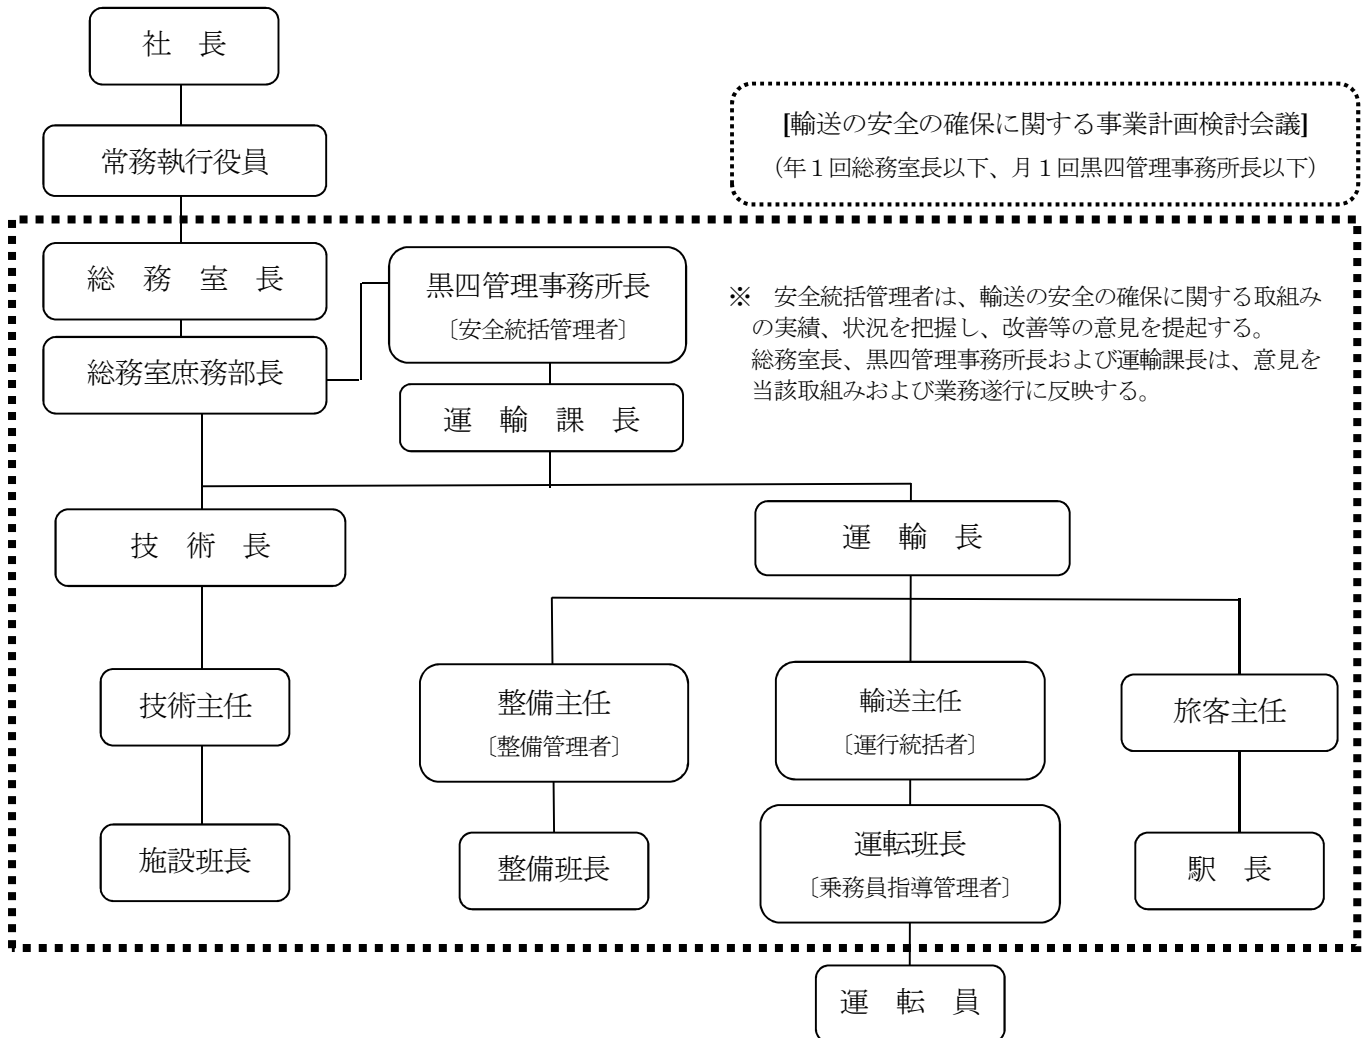 社　長
常務執行役員
[輸送の安全の確保に関する事業計画検討会議]
（年１回総務室長以下、月１回黒四管理事務所長以下）
総　務　室　長
黒四管理事務所長
〔安全統括管理者〕
※　安全統括管理者は、輸送の安全の確保に関する取組み
の実績、状況を把握し、改善等の意見を提起する。
総務室長、黒四管理事務所長および運輸課長は、意見を
当該取組みおよび業務遂行に反映する。
総務室庶務部長
運　輸　課　長
技　術　長
運　輸　長
技術主任
整備主任
〔整備管理者〕
輸送主任
〔運行統括者〕
旅客主任
施設班長
整備班長
運転班長
〔乗務員指導管理者〕
駅　長
運　転　員